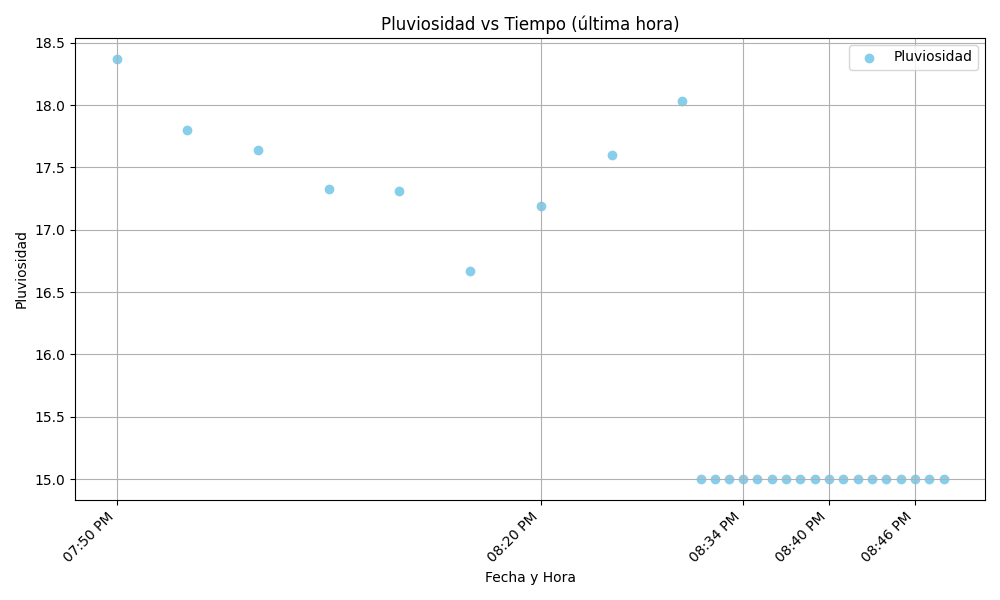 Pluviosidad vs Tiempo (última hora)
Pluviosidad
18.5
18.0
17.5
17.0
16.5
16.0
15.5
15.0
Pluviosidad
07:50 PM
08:20 PM
08:34 PM
08:40 PM
08:46 PM
Fecha y Hora